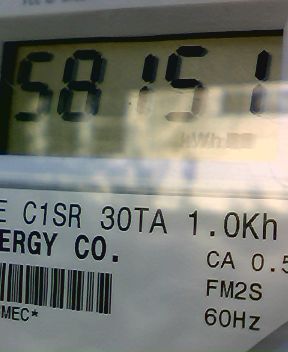 58151
kWh
E C1SR 30TA 1.0Kh
ERGY CO.
CA 0.5
FM2S
MEC*
60Hz